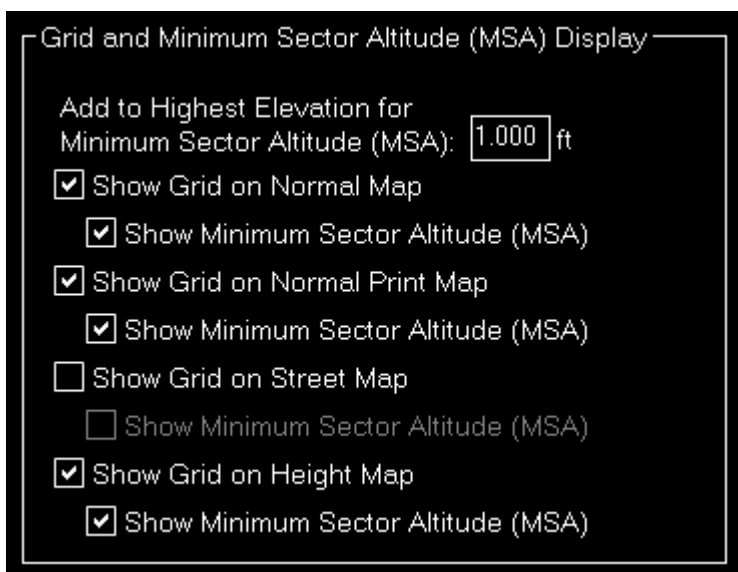 Grid and Minimum Sector Altitude (MSA) Display
Add to Highest Elevation for
Minimum Sector Altitude (MSA): 1.000 ft
Show Grid on Normal Map
Show Minimum Sector Altitude (MSA)
Show Grid on Normal Print Map
Show Minimum Sector Altitude (MSA)
Show Grid on Street Map
Show Minimum Sector Altitude (MSA)
Show Grid on Height Map
Show Minimum Sector Altitude (MSA)